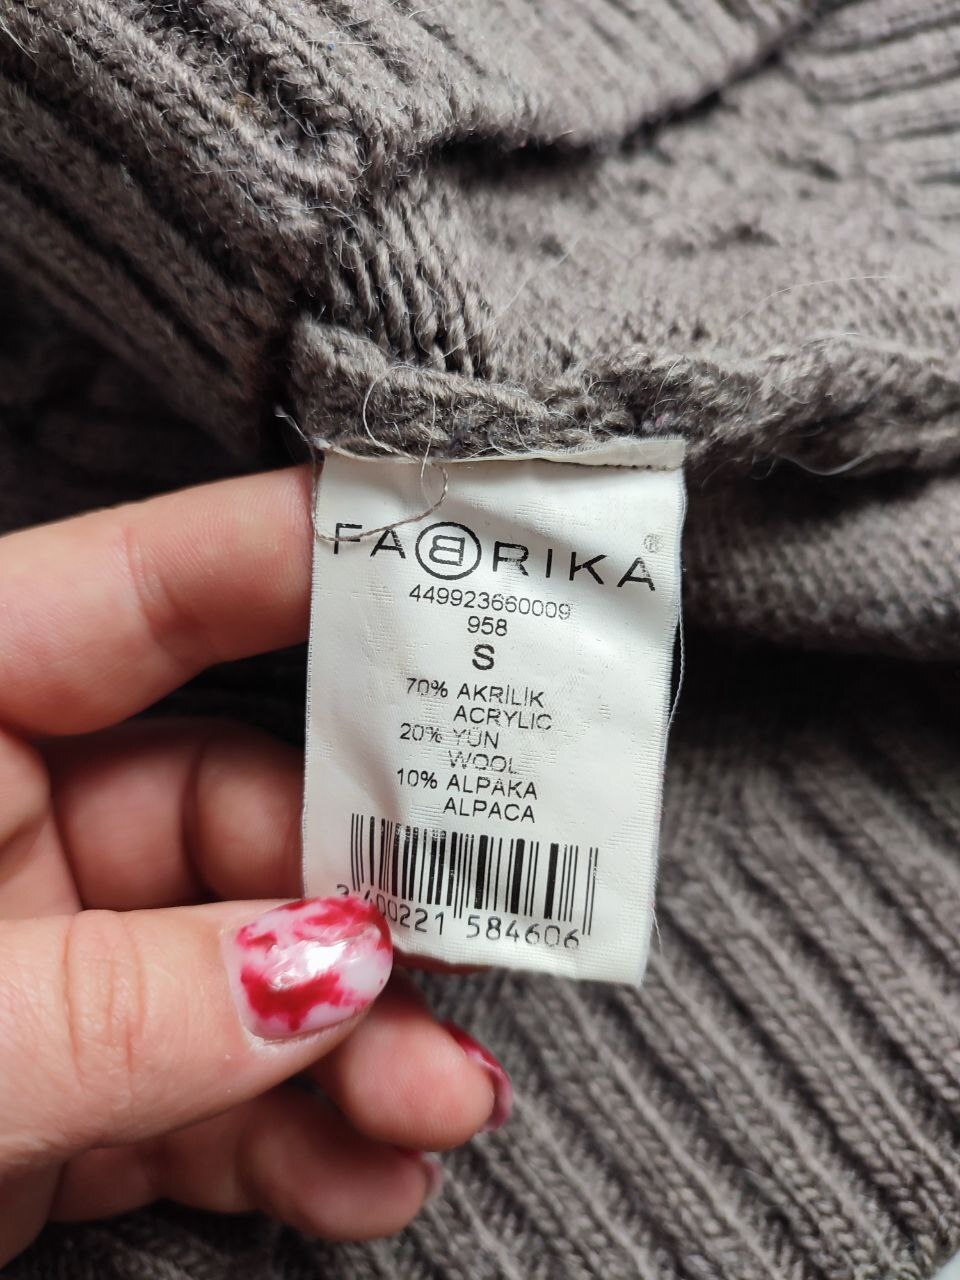 FABRIKA®
449923660009
958
S
70% AKRİLİK
ACRYLIC
20% YÜN
WOOL
10% ALPAKA
ALPACA
584606